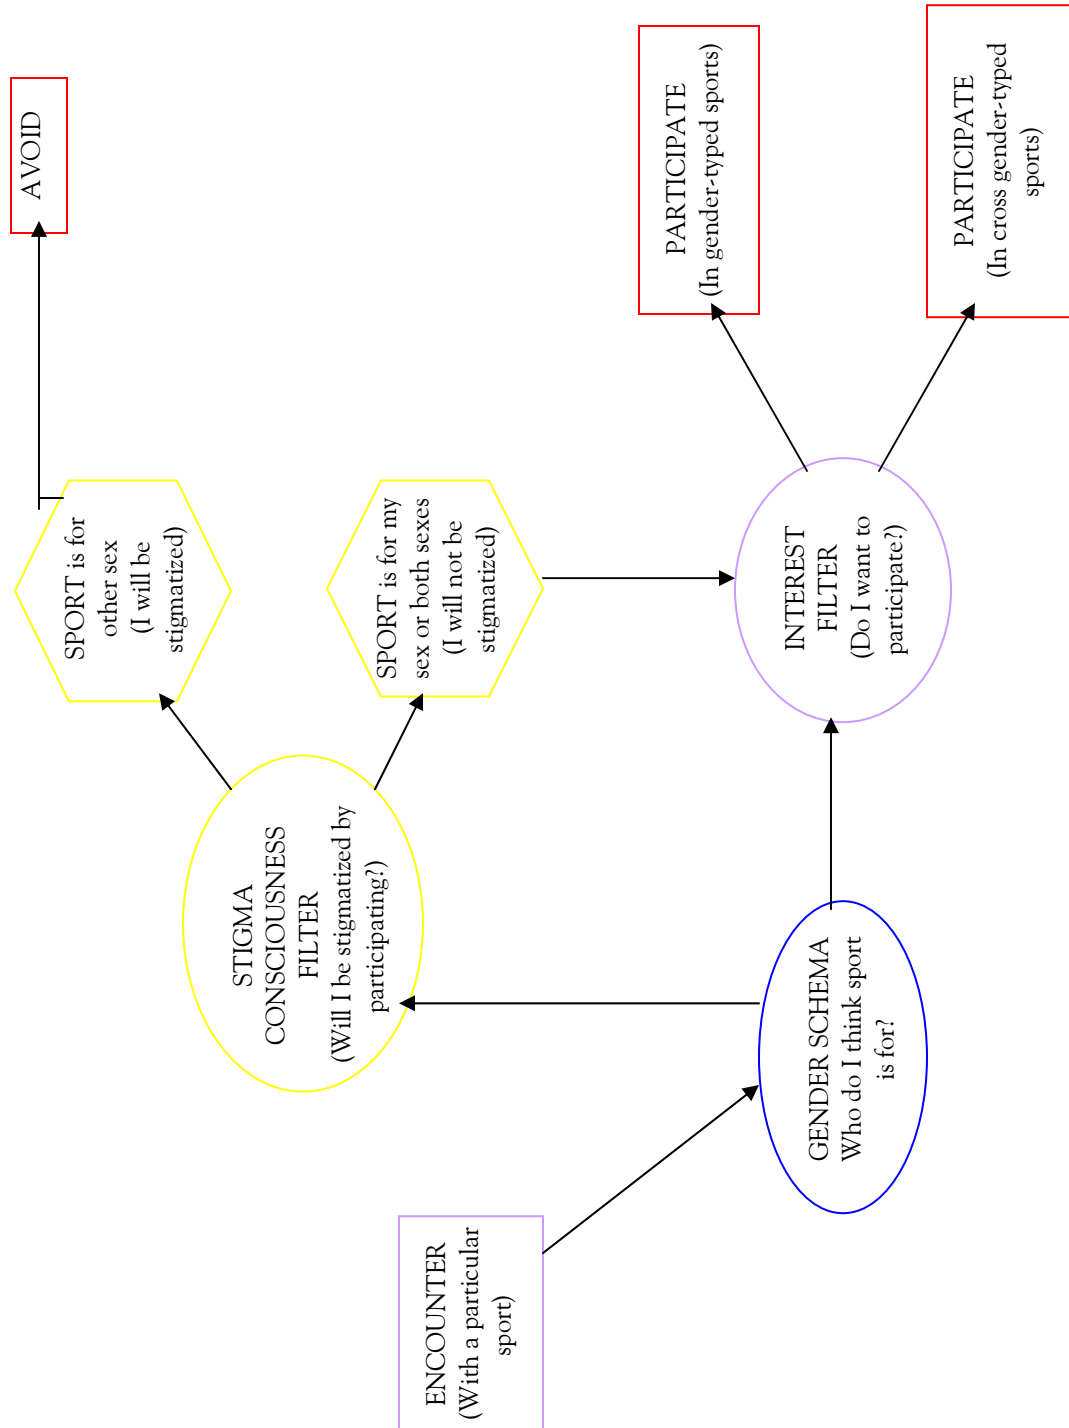 ENCOUNTER
(With a particular
sport)
GENDER SCHEMA
Who do I think sport
is for?
STIGMA
CONSCIOUSNESS
FILTER
(Will I be stigmatized by
participating?)
SPORT is for
other sex
(I will be
stigmatized)
SPORT is for my
sex or both sexes
(I will not be
stigmatized)
INTEREST
FILTER
(Do I want to
participate?)
AVOID
PARTICIPATE
(In gender-typed sports)
PARTICIPATE
(In cross gender-typed
sports)